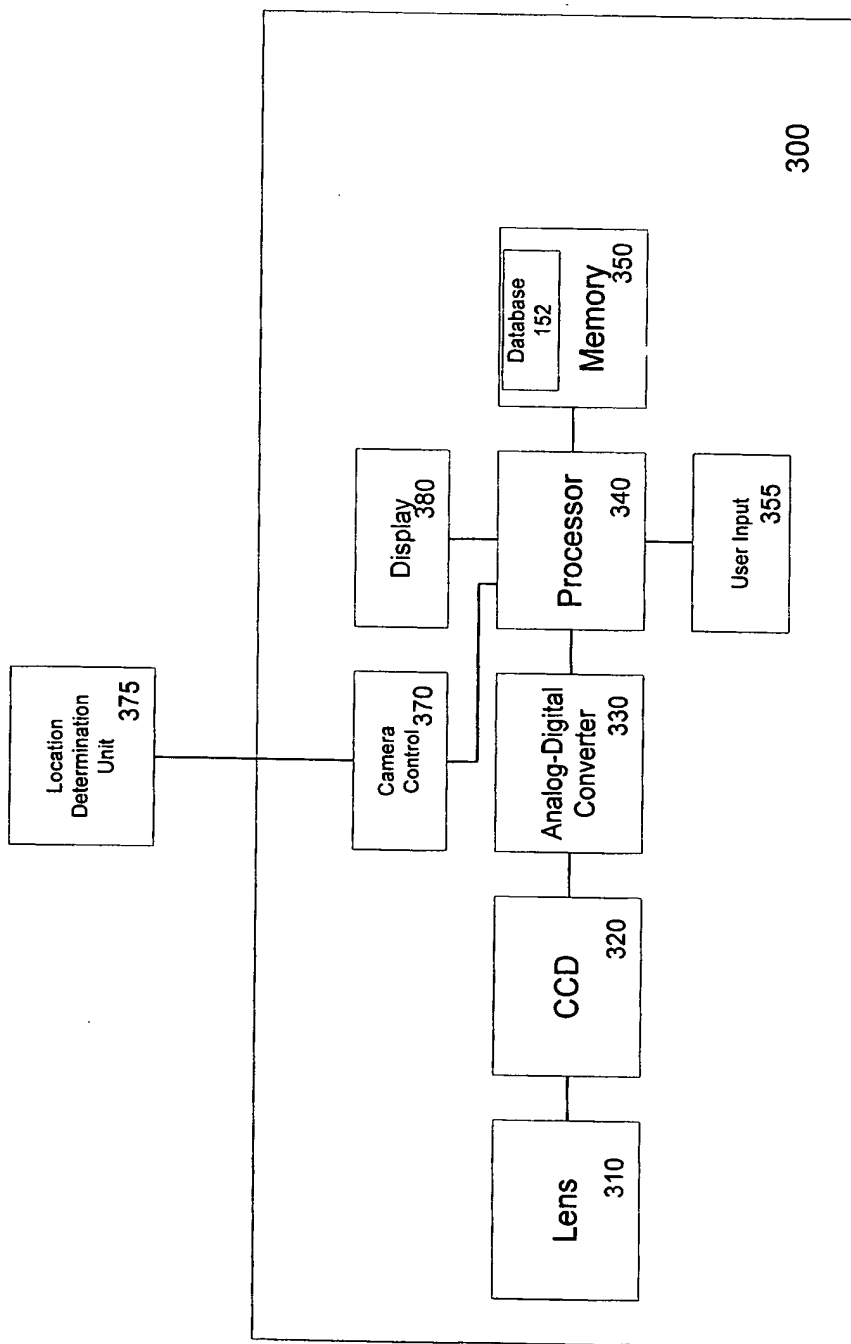 Location
Determination
Unit
375
Camera
Control
370
Display
380
Lens
310
CCD
320
Analog-Digital
Converter
330
Processor
340
Database
152
Memory
350
User Input
355
300